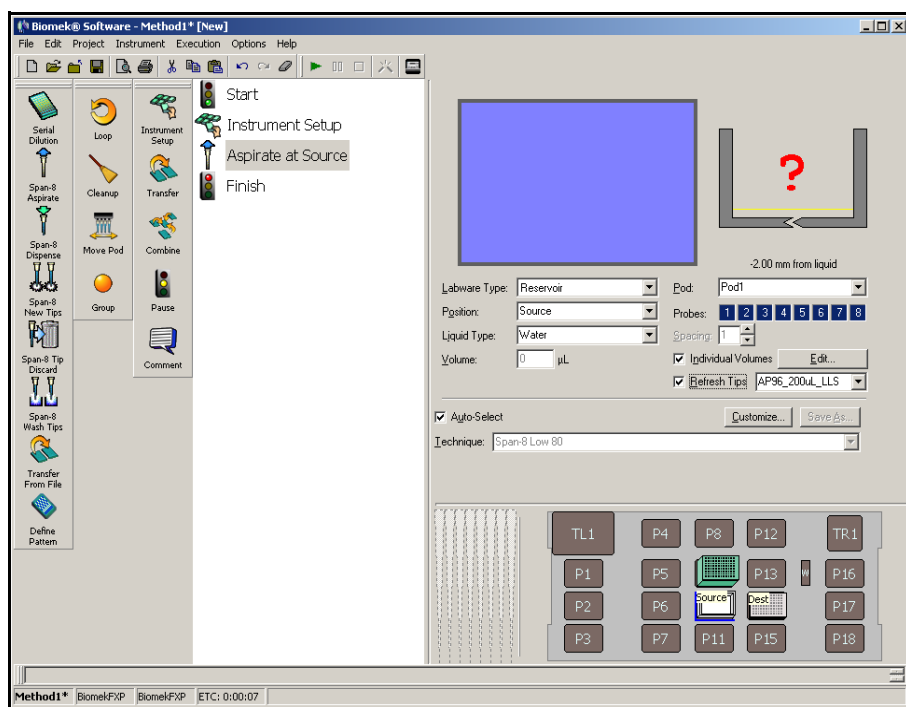 Biomek® Software - Method1* [New]
File Edit Project Instrument Execution Options Help
Serial Dilution
Span-8 Aspirate
Span-8 Dispense
Span-8 New Tips
Span-8 Tip Discard
Span-8 Wash Tips
Transfer From File
Define Pattern
Loop
Cleanup
Move Pod
Group
Instrument Setup
Transfer
Combine
Pause
Comment
Start
Instrument Setup
Aspirate at Source
Finish
?
-2.00 mm from liquid
Labware Type: Reservoir Pod: Pod1
Position: Source Probes: 1 2 3 4 5 6 7 8
Liquid Type: Water Spacing: 1
Volume: 0 µL Individual Volumes Edit...
Refresh Tips AP96_200uL_LLS
Auto-Select Customize... Save As...
Technique: Span-8 Low 80
TL1 P4 P8 P12 TR1
P1 P5 P13 W P16
P2 P6 Source Dest P17
P3 P7 P11 P15 P18
Method1* BiomekFXP BiomekFXP ETC: 0:00:07